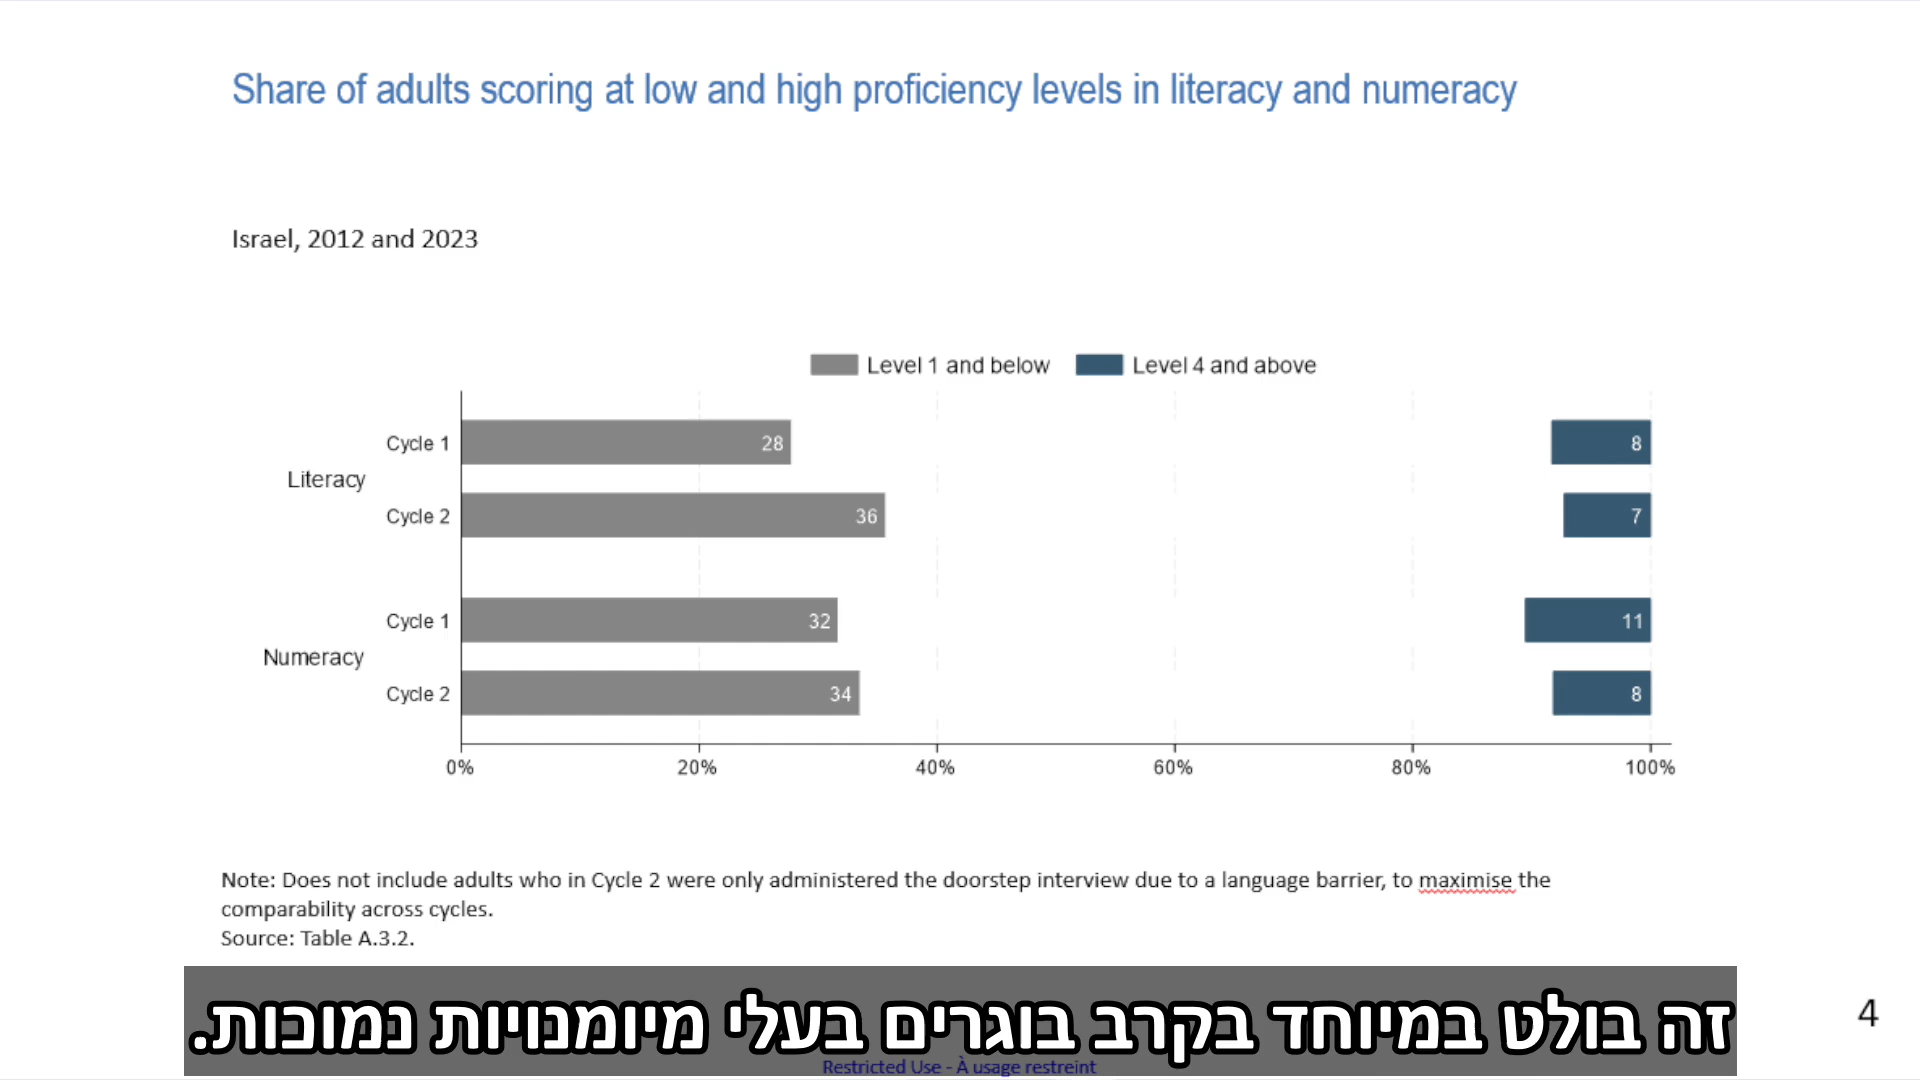 Share of adults scoring at low and high proficiency levels in literacy and numeracy
Israel, 2012 and 2023
Level 1 and below
Level 4 and above
Literacy
Cycle 1
28
8
Cycle 2
36
7
Numeracy
Cycle 1
32
11
Cycle 2
34
8
0%
20%
40%
60%
80%
100%
Note: Does not include adults who in Cycle 2 were only administered the doorstep interview due to a language barrier, to maximise the
comparability across cycles.
Source: Table A.3.2.
זה בולט במיוחד בקרב בוגרים בעלי מיומנויות נמוכות.
4
Restricted Use - À usage restreint